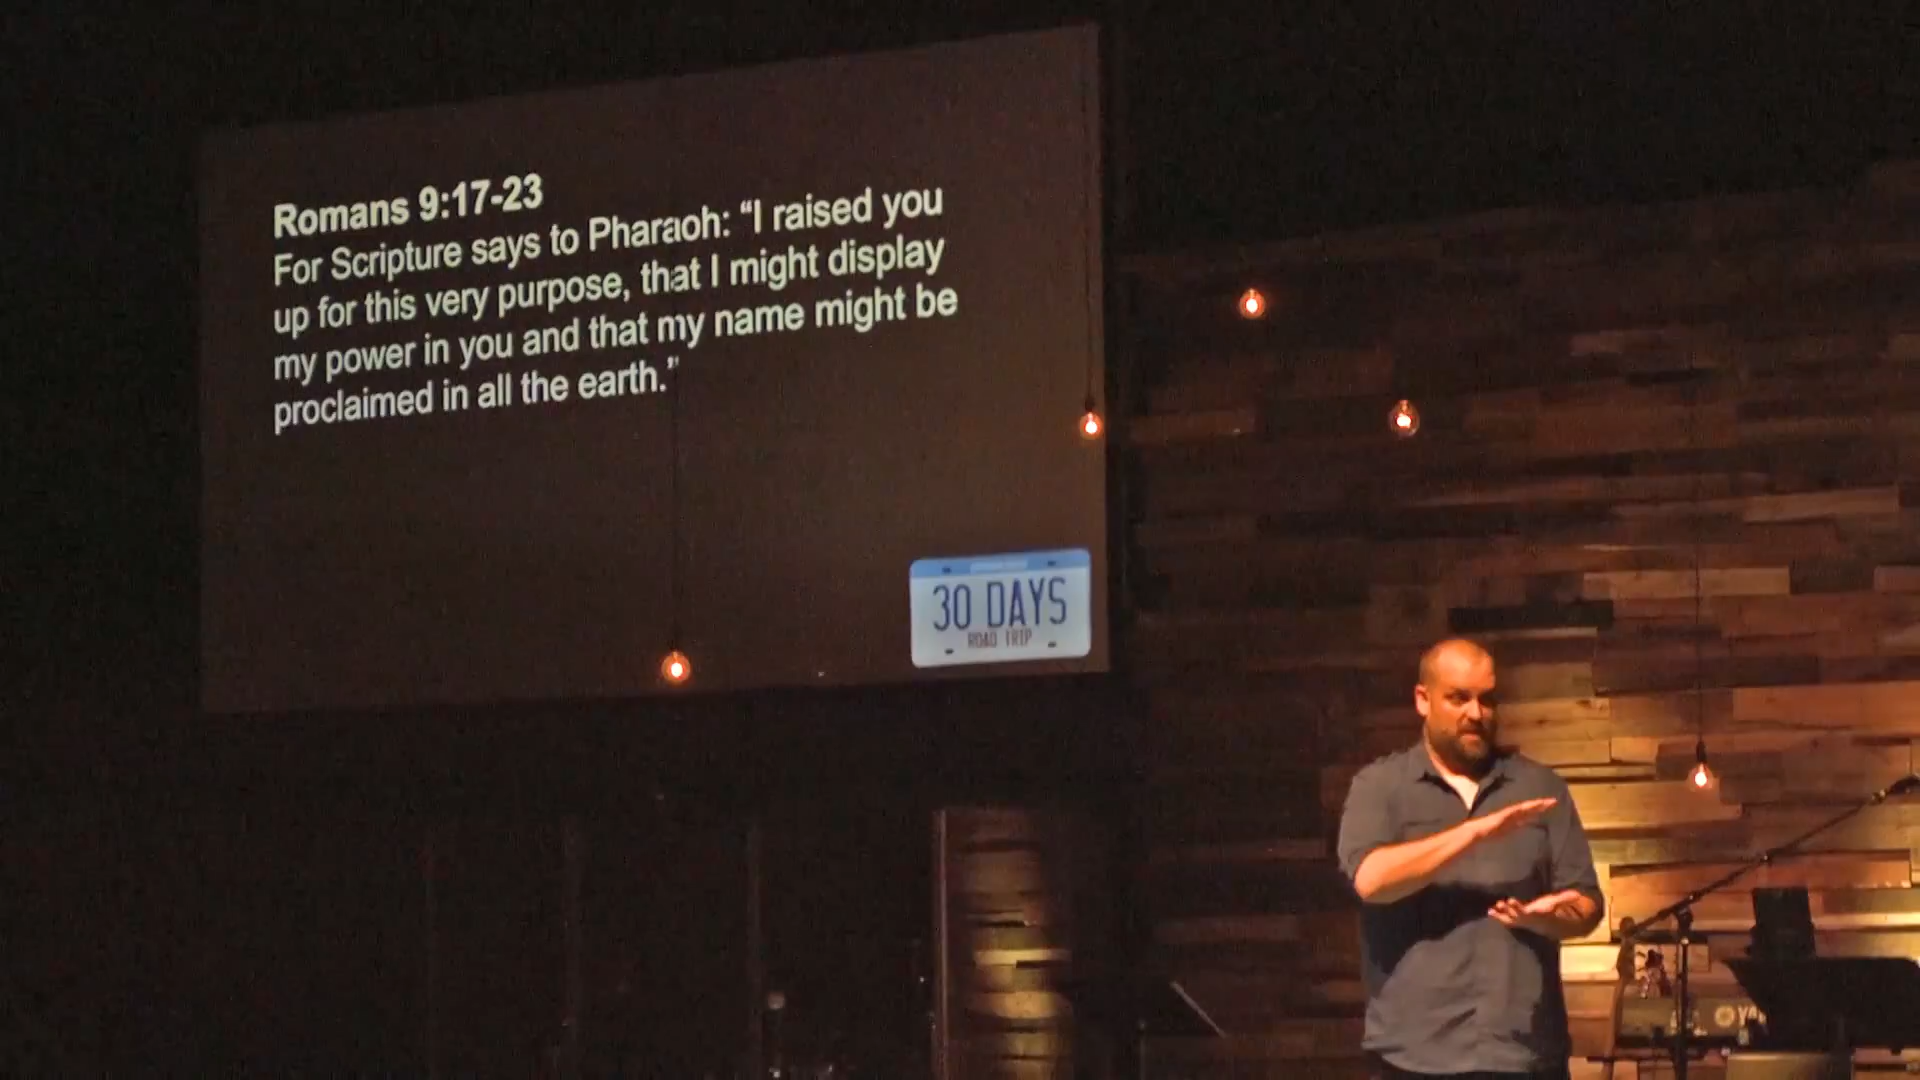 Romans 9:17-23
For Scripture says to Pharaoh: “I raised you
up for this very purpose, that I might display
my power in you and that my name might be
proclaimed in all the earth.”
30 DAYS
ROAD TRIP